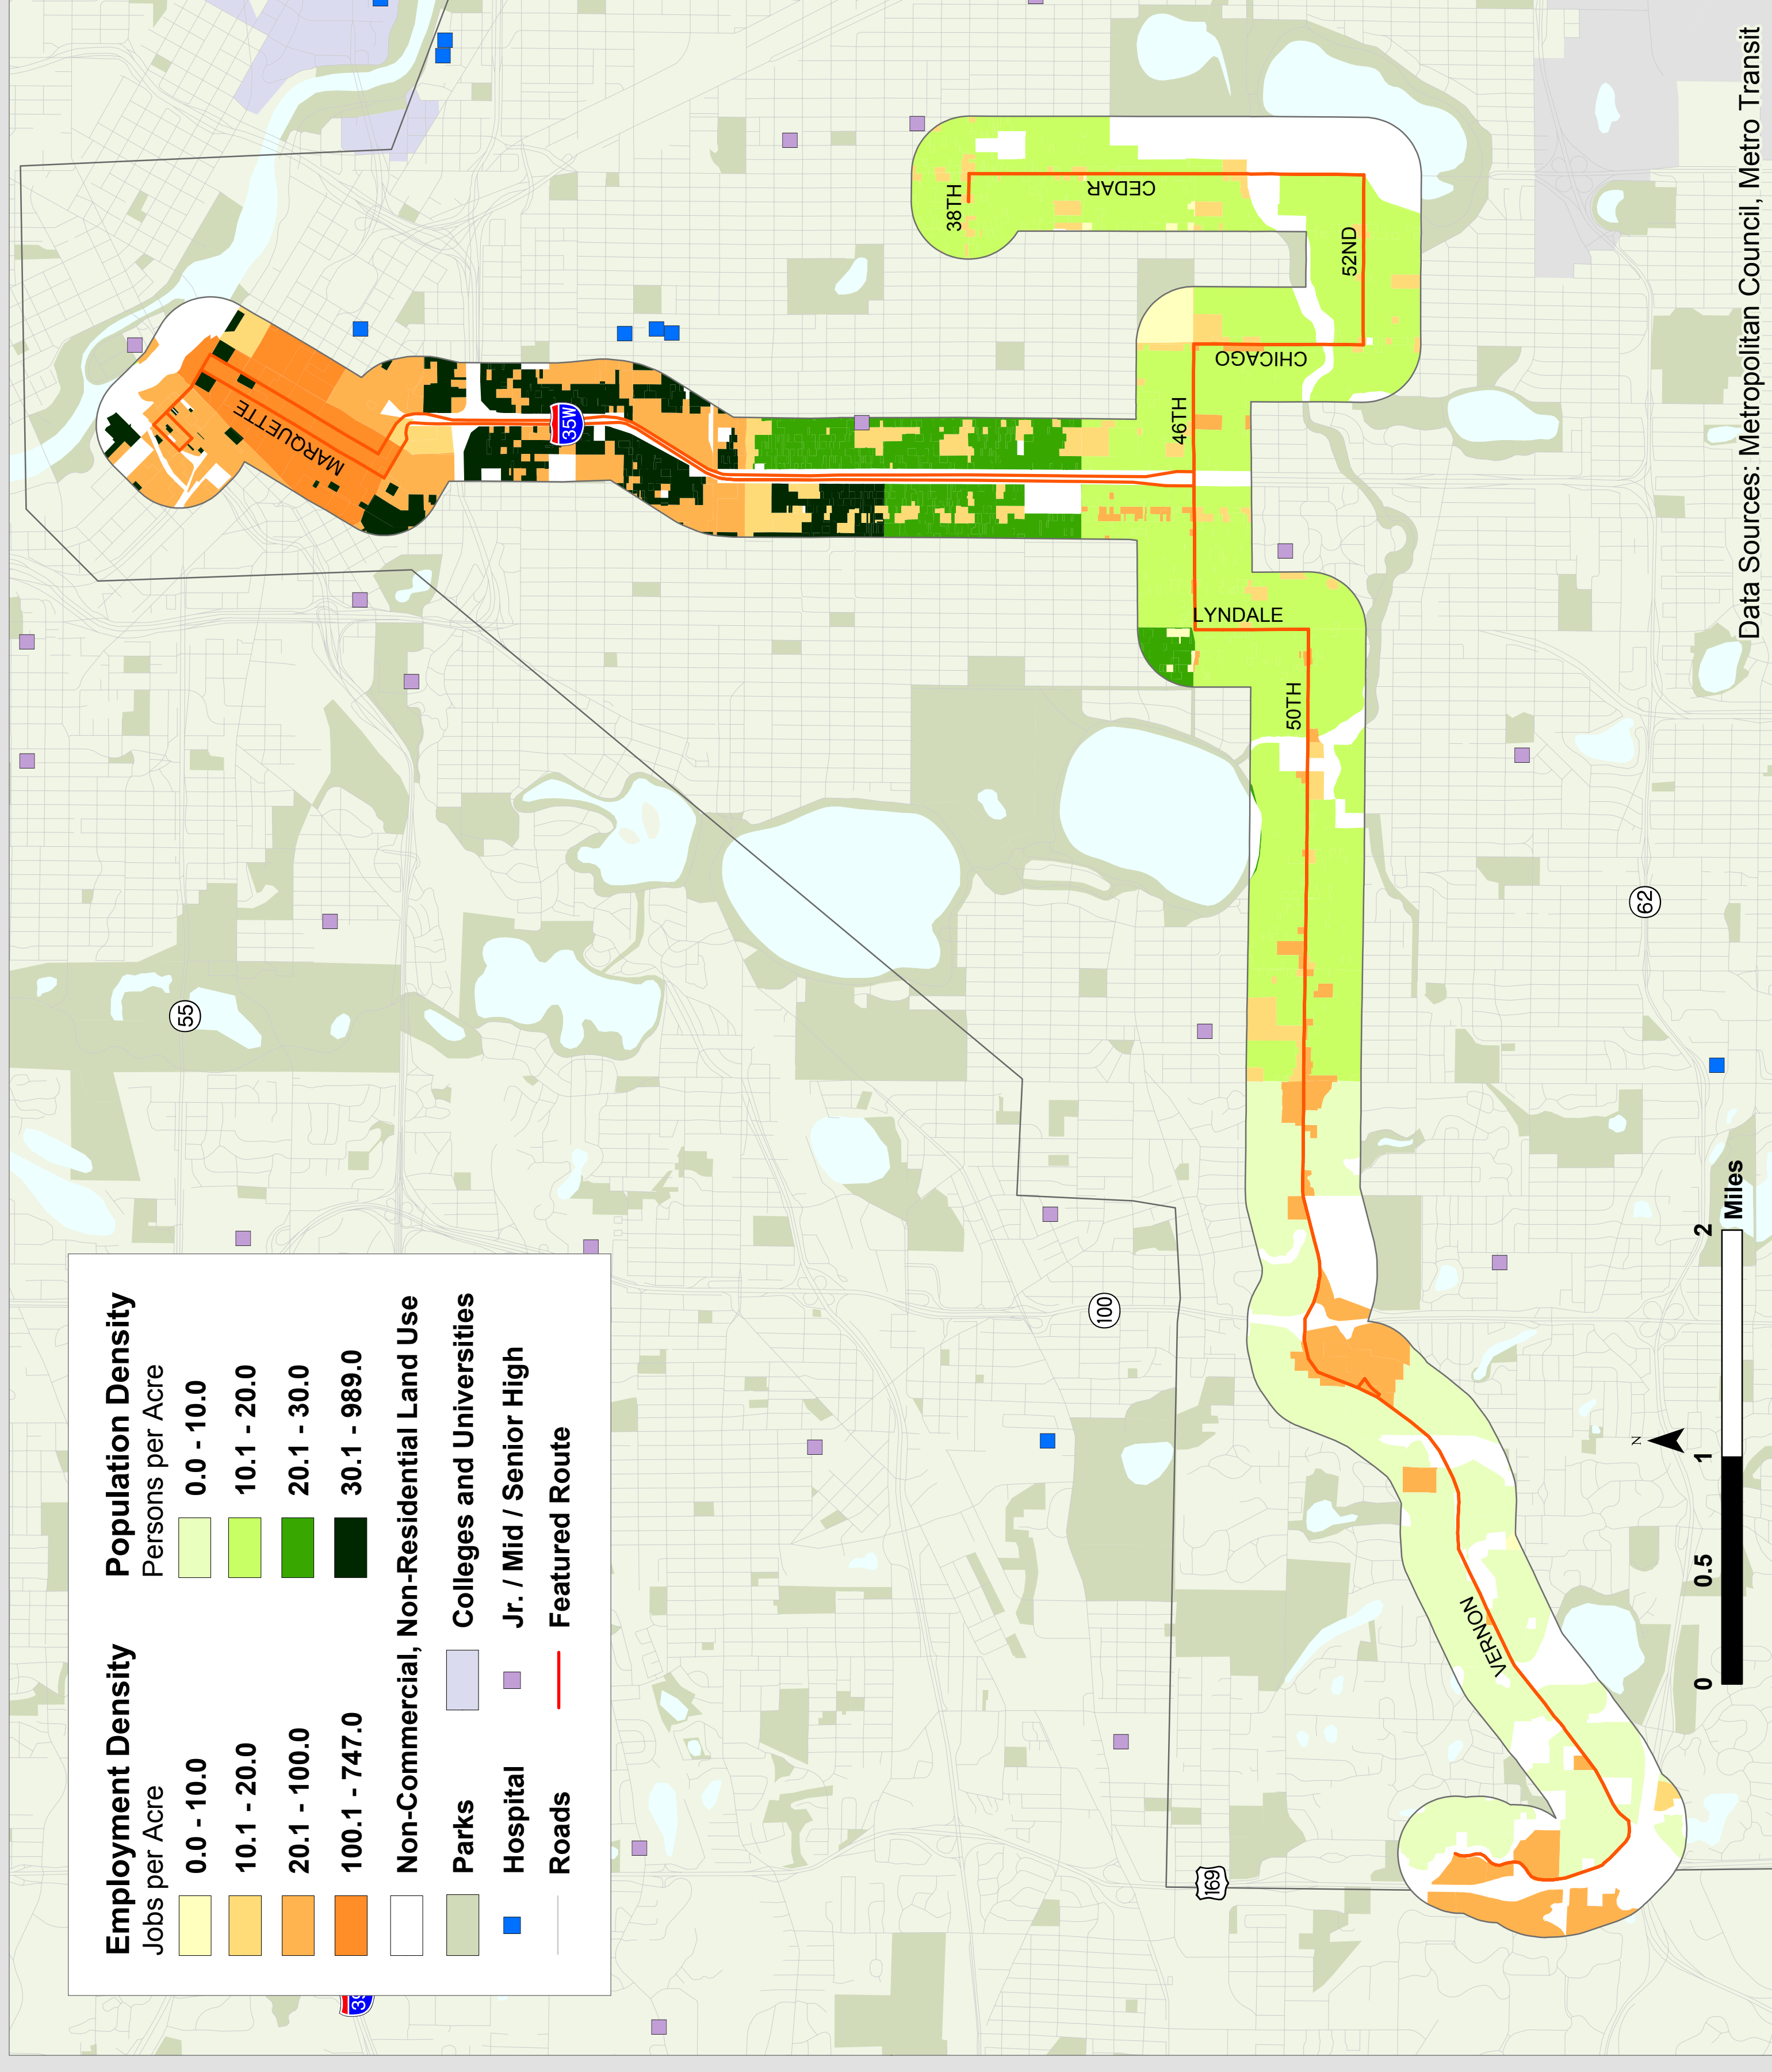 Employment Density
Jobs per Acre
0.0 - 10.0
10.1 - 20.0
20.1 - 100.0
100.1 - 747.0
Population Density
Persons per Acre
0.0 - 10.0
10.1 - 20.0
20.1 - 30.0
30.1 - 989.0
Non-Commercial, Non-Residential Land Use
Parks
Colleges and Universities
Hospital
Jr. / Mid / Senior High
Roads
Featured Route
55
MARQUETTE
35W
38TH
CEDAR
46TH
CHICAGO
52ND
LYNDALE
50TH
100
62
169
VERNON
N
0
0.5
1
2
Miles
Data Sources: Metropolitan Council, Metro Transit